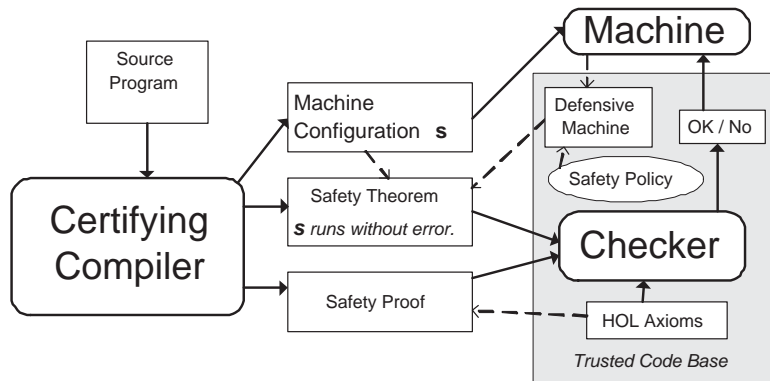 Machine
Source
Program
Machine
Configuration s
Defensive
Machine
OK / No
Safety Policy
Safety Theorem
s runs without error.
Certifying
Compiler
Checker
Safety Proof
HOL Axioms
Trusted Code Base